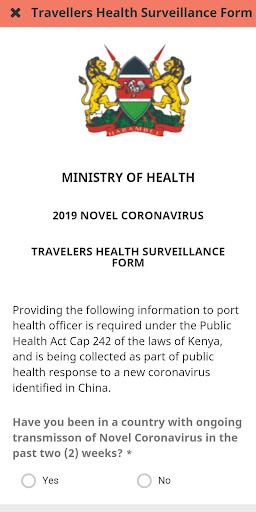 Travellers Health Surveillance Form
HARAMBEE
MINISTRY OF HEALTH
2019 NOVEL CORONAVIRUS
TRAVELERS HEALTH SURVEILLANCE
FORM
Providing the following information to port
health officer is required under the Public
Health Act Cap 242 of the laws of Kenya,
and is being collected as part of public
health response to a new coronavirus
identified in China.
Have you been in a country with ongoing
transmisson of Novel Coronavirus in the
past two (2) weeks? *
Yes No